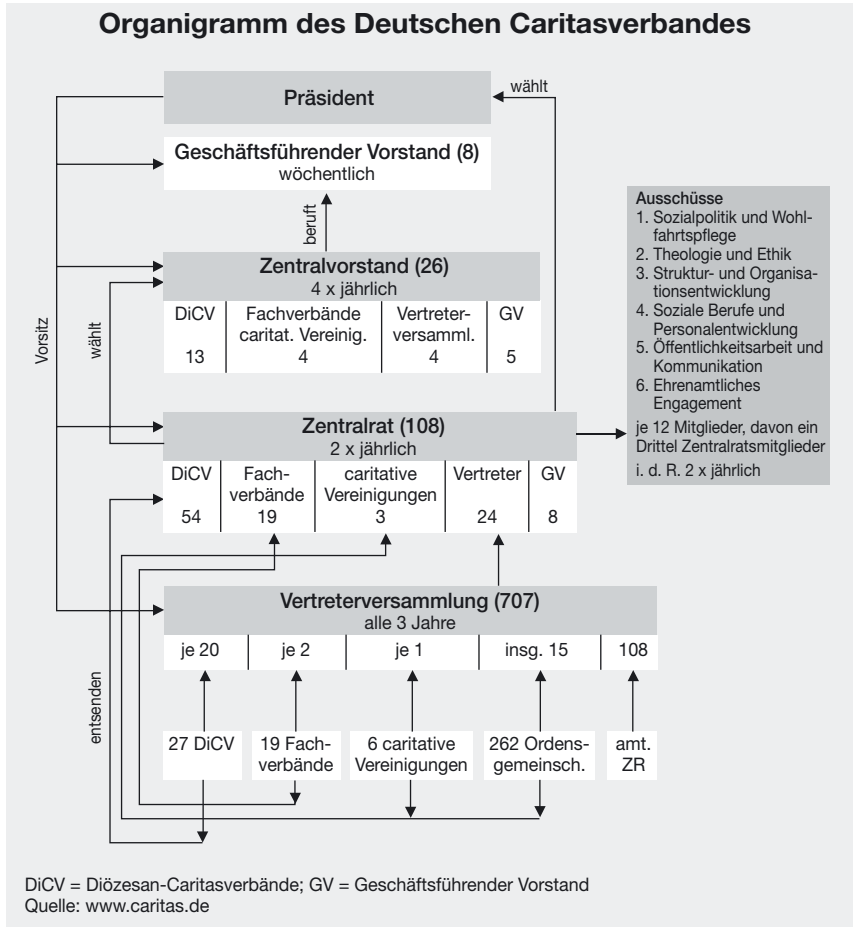 Organigramm des Deutschen Caritasverbandes
wählt
Präsident
Geschäftsführender Vorstand (8)
wöchentlich
beruft
Zentralvorstand (26)
4 x jährlich
DiCV
13
Fachverbände
caritat. Vereinig.
4
Vertreter-
versamml.
4
GV
5
Vorsitz
wählt
Zentralrat (108)
2 x jährlich
DiCV
54
Fach-
verbände
19
caritative
Vereinigungen
3
Vertreter
24
GV
8
Ausschüsse
1. Sozialpolitik und Wohl-
fahrtspflege
2. Theologie und Ethik
3. Struktur- und Organisa-
tionsentwicklung
4. Soziale Berufe und
Personalentwicklung
5. Öffentlichkeitsarbeit und
Kommunikation
6. Ehrenamtliches
Engagement
je 12 Mitglieder, davon ein
Drittel Zentralratsmitglieder
i. d. R. 2 x jährlich
Vertreterversammlung (707)
alle 3 Jahre
je 20
je 2
je 1
insg. 15
108
entsenden
27 DiCV
19 Fach-
verbände
6 caritative
Vereinigungen
262 Ordens-
gemeinsch.
amt.
ZR
DiCV = Diözesan-Caritasverbände; GV = Geschäftsführender Vorstand
Quelle: www.caritas.de